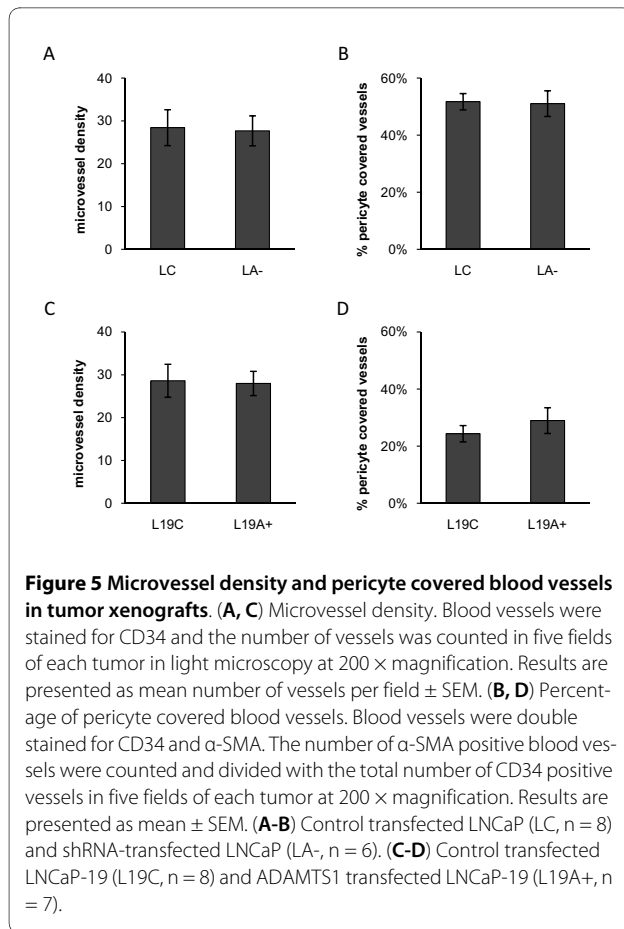 A
microvessel density
40
30
20
10
0
LC LA-
B
% pericyte covered vessels
60%
40%
20%
0%
LC LA-
C
microvessel density
40
30
20
10
0
L19C L19A+
D
% pericyte covered vessels
60%
40%
20%
0%
L19C L19A+
Figure 5 Microvessel density and pericyte covered blood vessels
in tumor xenografts. (A, C) Microvessel density. Blood vessels were
stained for CD34 and the number of vessels was counted in five fields
of each tumor in light microscopy at 200 × magnification. Results are
presented as mean number of vessels per field ± SEM. (B, D) Percent-
age of pericyte covered blood vessels. Blood vessels were double
stained for CD34 and α-SMA. The number of α-SMA positive blood ves-
sels were counted and divided with the total number of CD34 positive
vessels in five fields of each tumor at 200 × magnification. Results are
presented as mean ± SEM. (A-B) Control transfected LNCaP (LC, n = 8)
and shRNA-transfected LNCaP (LA-, n = 6). (C-D) Control transfected
LNCaP-19 (L19C, n = 8) and ADAMTS1 transfected LNCaP-19 (L19A+, n
= 7).